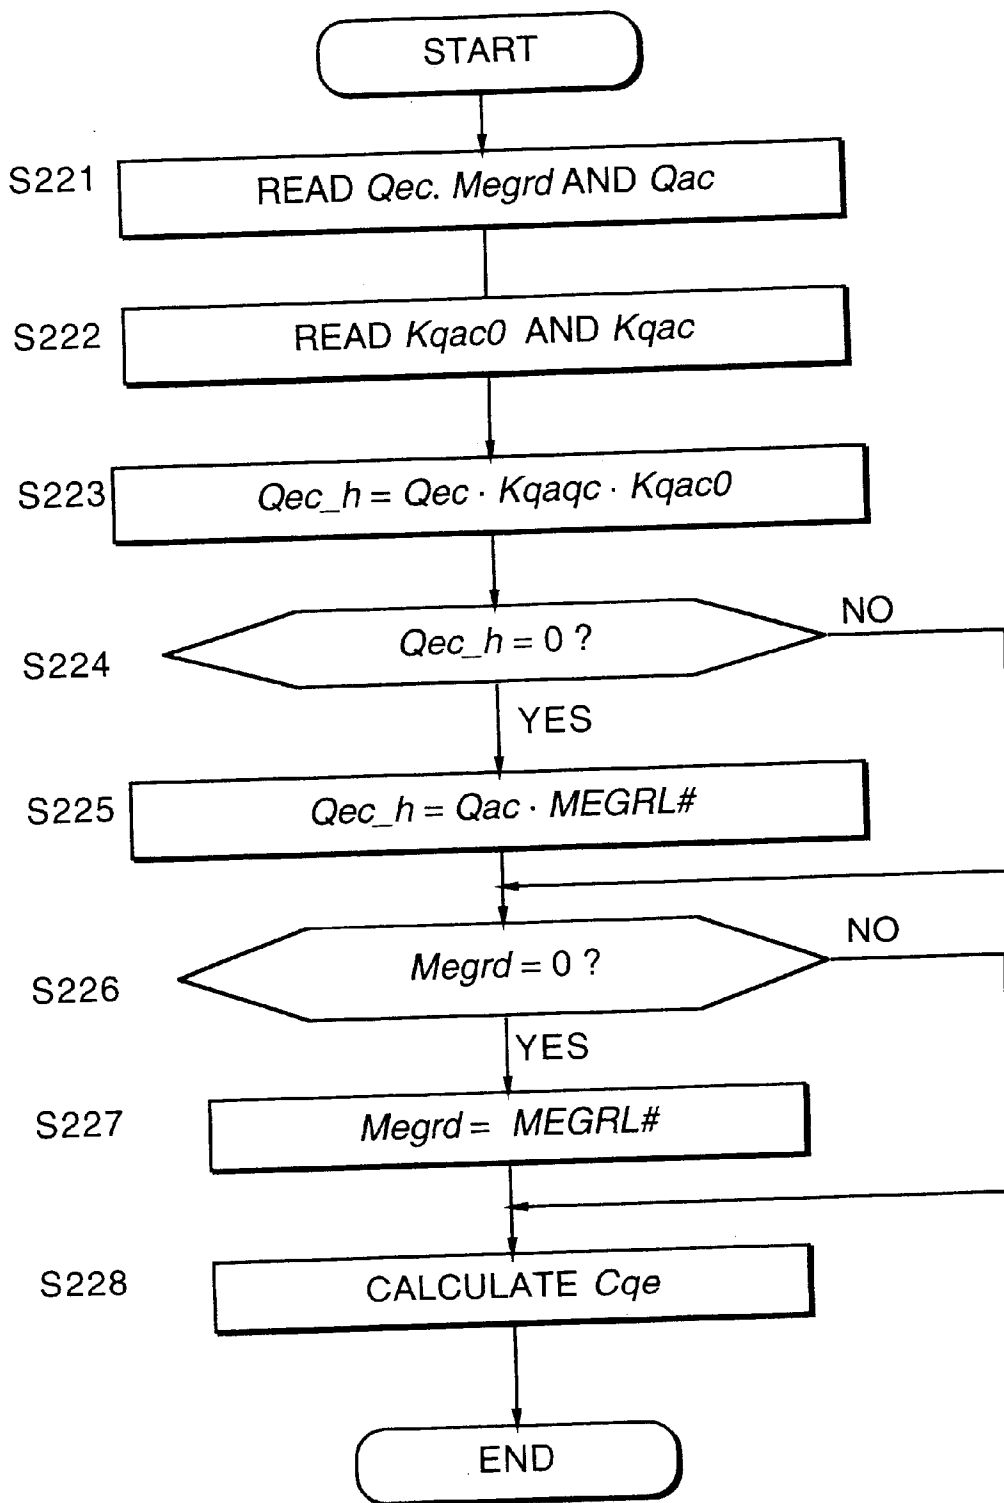 START
S221
READ Qec. Megrd AND Qac
S222
READ Kqac0 AND Kqac
S223
Qec_h = Qec · Kqaqc · Kqac0
S224
Qec_h = 0 ?
NO
YES
S225
Qec_h = Qac · MEGRL#
S226
Megrd = 0 ?
NO
YES
S227
Megrd = MEGRL#
S228
CALCULATE Cqe
END